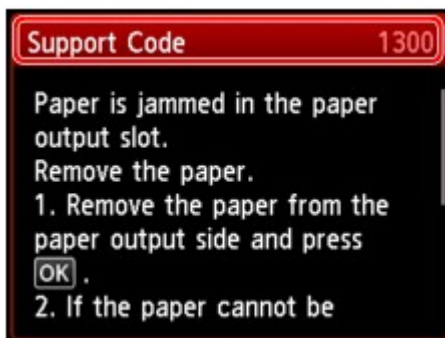 Support Code 1300
Paper is jammed in the paper
output slot.
Remove the paper.
1. Remove the paper from the
paper output side and press
OK .
2. If the paper cannot be